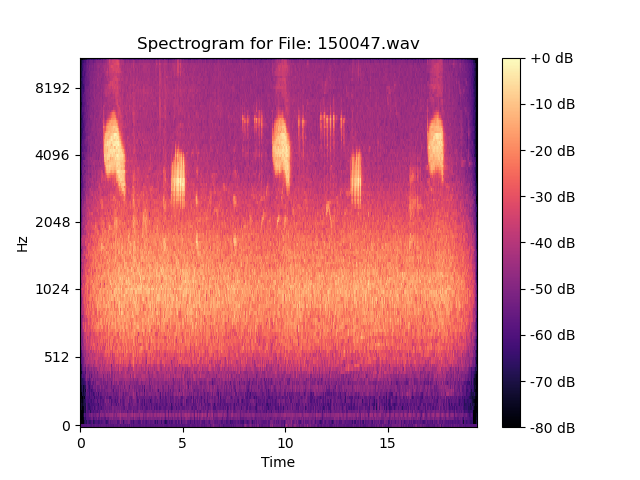 Spectrogram for File: 150047.wav
8192
4096
2048
1024
512
0
Hz
0
5
10
15
Time
+0 dB
-10 dB
-20 dB
-30 dB
-40 dB
-50 dB
-60 dB
-70 dB
-80 dB